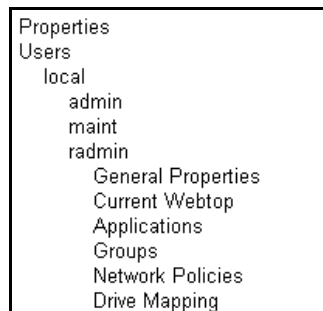 Properties
Users
local
admin
maint
radmin
General Properties
Current Webtop
Applications
Groups
Network Policies
Drive Mapping